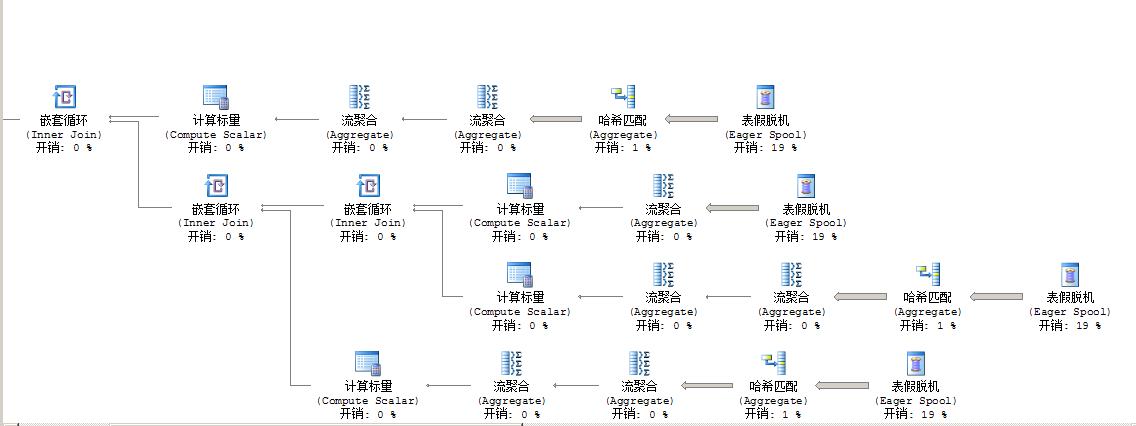 嵌套循环
(Inner Join)
开销: 0 %
计算标量
(Compute Scalar)
开销: 0 %
流聚合
(Aggregate)
开销: 0 %
流聚合
(Aggregate)
开销: 0 %
哈希匹配
(Aggregate)
开销: 1 %
表假脱机
(Eager Spool)
开销: 19 %
嵌套循环
(Inner Join)
开销: 0 %
嵌套循环
(Inner Join)
开销: 0 %
计算标量
(Compute Scalar)
开销: 0 %
流聚合
(Aggregate)
开销: 0 %
表假脱机
(Eager Spool)
开销: 19 %
计算标量
(Compute Scalar)
开销: 0 %
流聚合
(Aggregate)
开销: 0 %
流聚合
(Aggregate)
开销: 0 %
哈希匹配
(Aggregate)
开销: 1 %
表假脱机
(Eager Spool)
开销: 19 %
计算标量
(Compute Scalar)
开销: 0 %
流聚合
(Aggregate)
开销: 0 %
流聚合
(Aggregate)
开销: 0 %
哈希匹配
(Aggregate)
开销: 1 %
表假脱机
(Eager Spool)
开销: 19 %